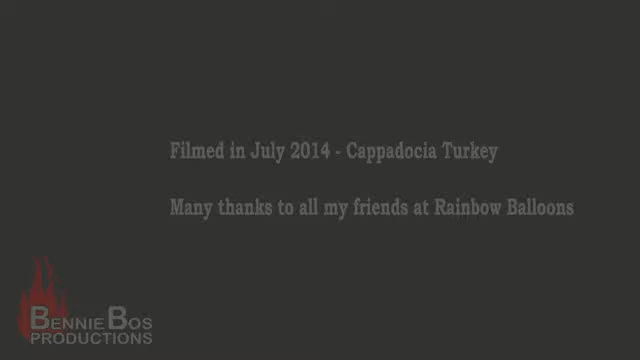 Filmed in July 2014 - Cappadocia Turkey
Many thanks to all my friends at Rainbow Balloons
BENNIE BOS
PRODUCTIONS